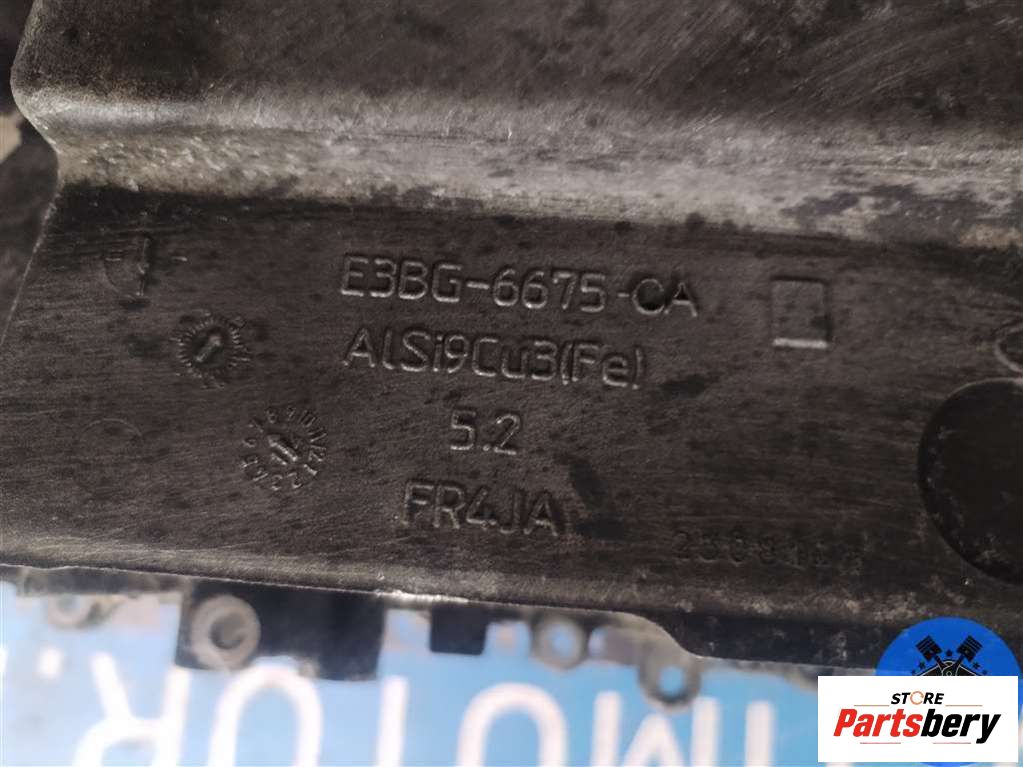 E3BG-6675-CA
AlSi9Cu3(Fe)
5.2
FR4JA
MOTOR
STORE
Partsbery